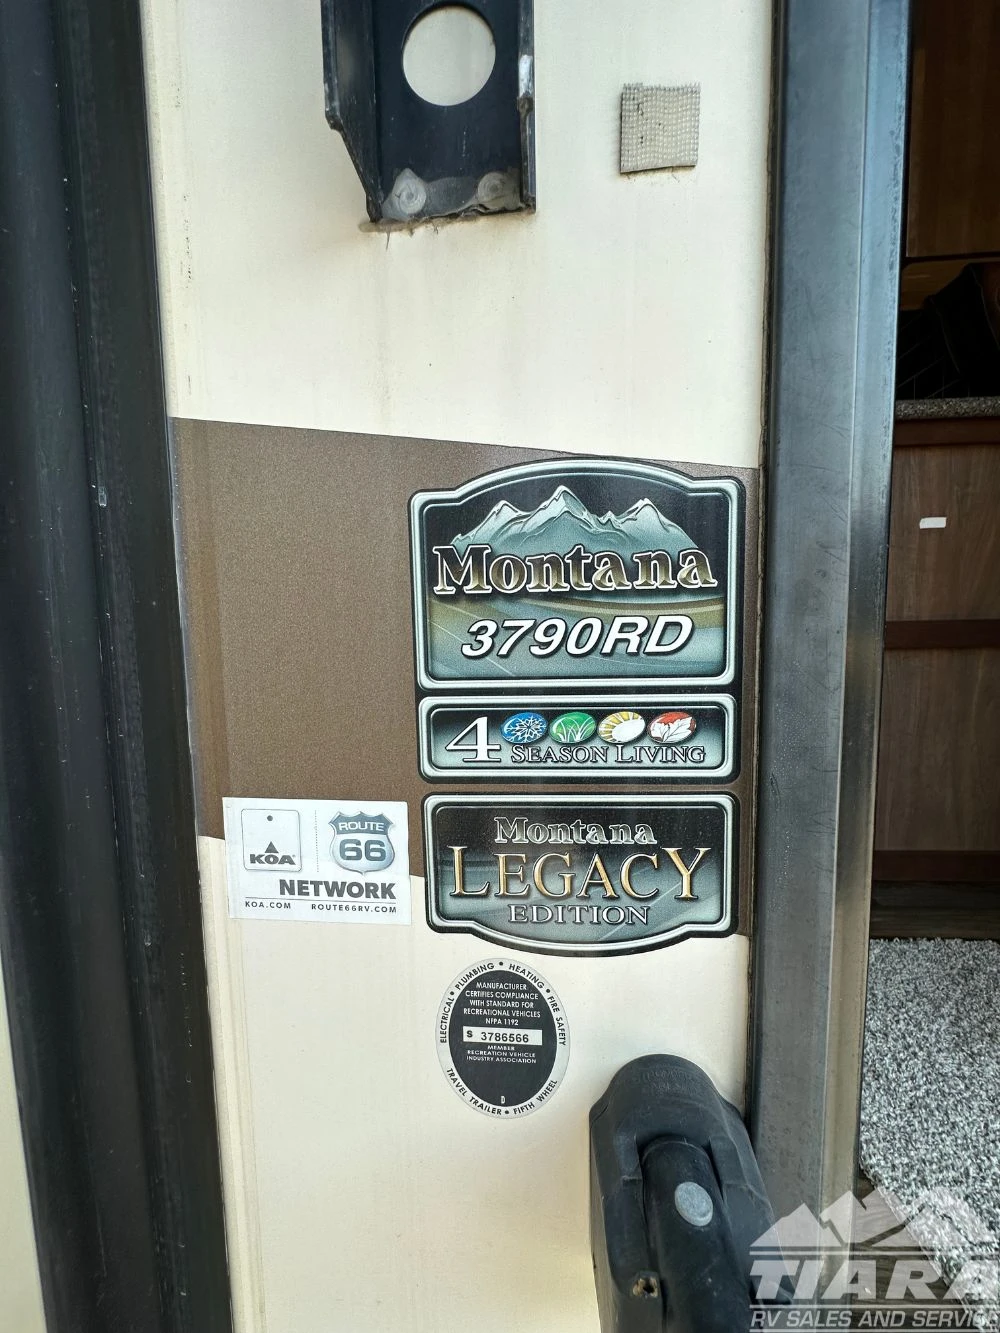 Montana
3790RD
4 SEASON LIVING
KOA
ROUTE
66
NETWORK
KOA.COM ROUTE66RV.COM
Montana
LEGACY
EDITION
ELECTRICAL • PLUMBING • HEATING • FIRE SAFETY
MANUFACTURER
CERTIFIES COMPLIANCE
WITH STANDARD FOR
RECREATIONAL VEHICLES
NFPA 1192
S 3786566
MEMBER
RECREATION VEHICLE
INDUSTRY ASSOCIATION
D
TRAVEL TRAILER • FIFTH WHEEL
TIARA
RV SALES AND SERVICE